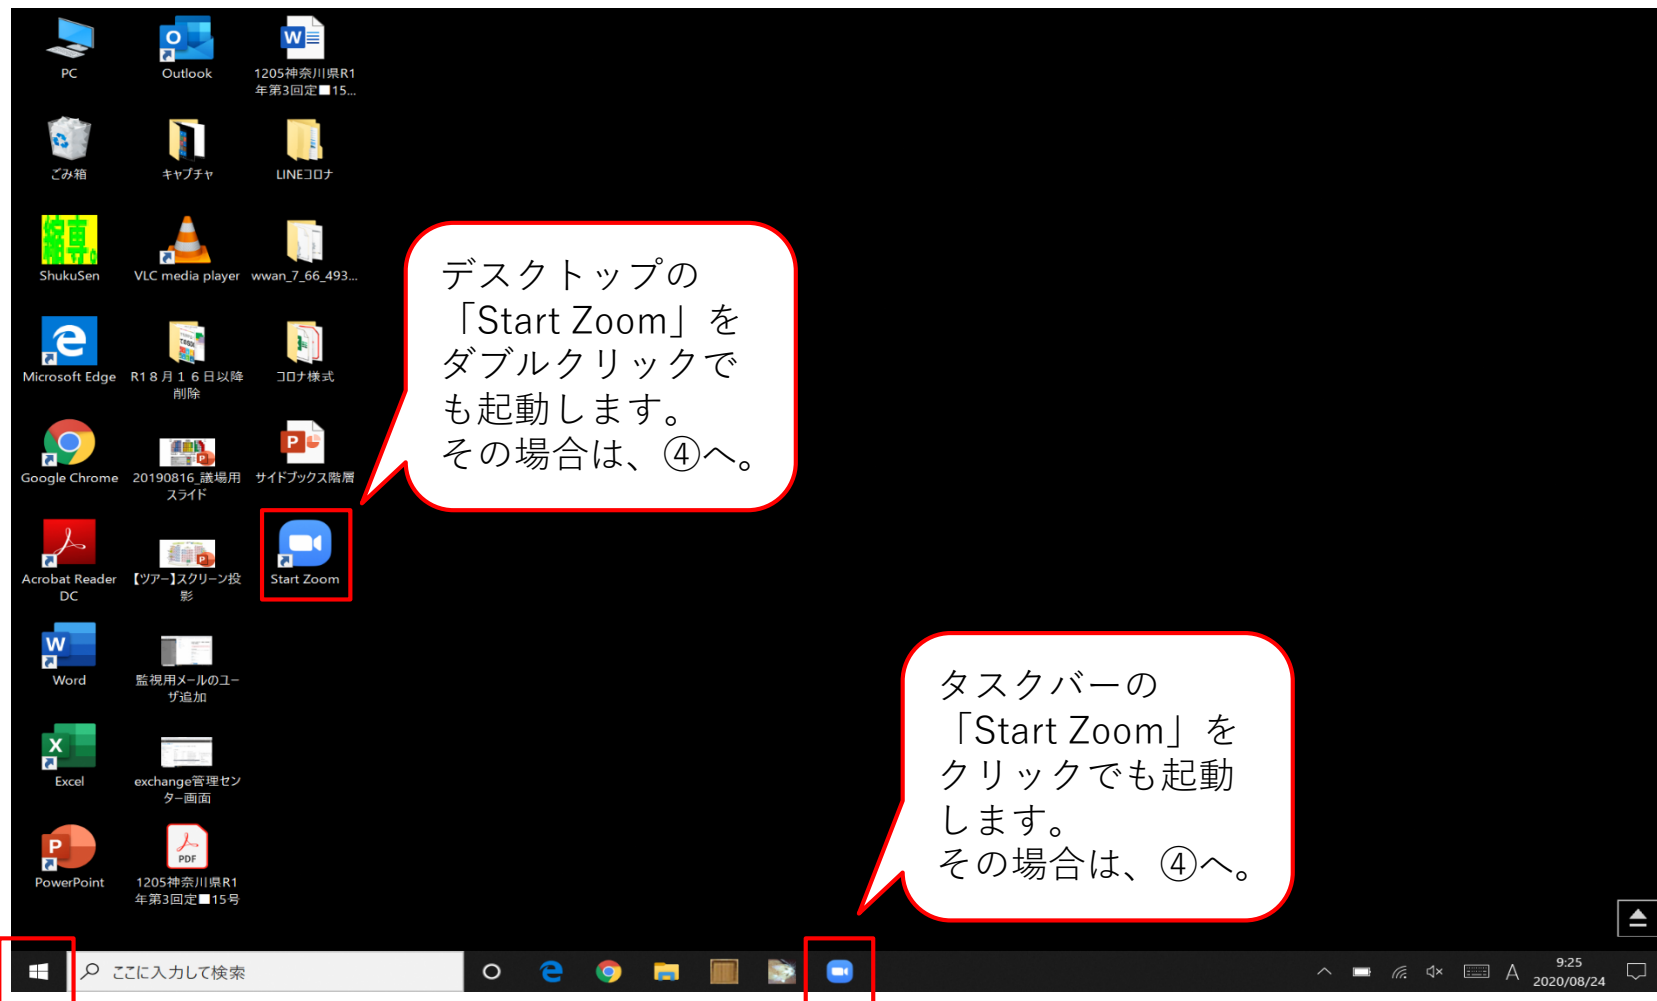 PC
Outlook
1205神奈川県R1
年第3回定■15...
ごみ箱
キャプチャ
LINEコロナ
縮専。
ShukuSen
VLC media player
wwan_7_66_493...
デスクトップの
「Start Zoom」を
ダブルクリックで
も起動します。
その場合は、④へ。
Microsoft Edge
R1８月１６日以降
削除
コロナ様式
Google Chrome
20190816_議場用
スライド
サイドブックス階層
Acrobat Reader
DC
【ツアー】スクリーン投
影
Start Zoom
Word
監視用メールのユー
ザ追加
タスクバーの
「Start Zoom」を
クリックでも起動
します。
その場合は、④へ。
Excel
exchange管理セン
ター画面
PowerPoint
PDF
1205神奈川県R1
年第3回定■15号
ここに入力して検索
A
9:25
2020/08/24